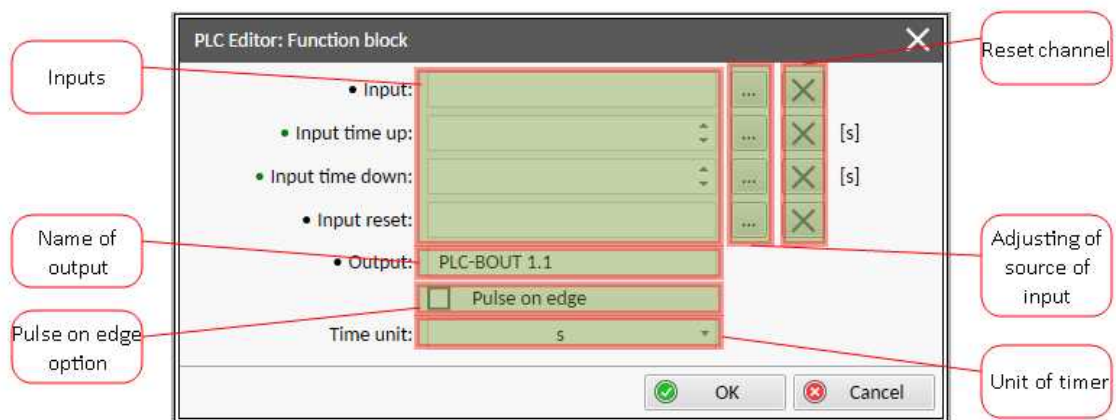 PLC Editor: Function block
Inputs
Reset channel
• Input:
...
• Input time up:
...
[s]
• Input time down:
...
[s]
• Input reset:
...
Name of
output
• Output:
PLC-BOUT 1.1
Adjusting of
source of
input
Pulse on edge
Pulse on edge
option
Time unit:
s
Unit of timer
OK
Cancel